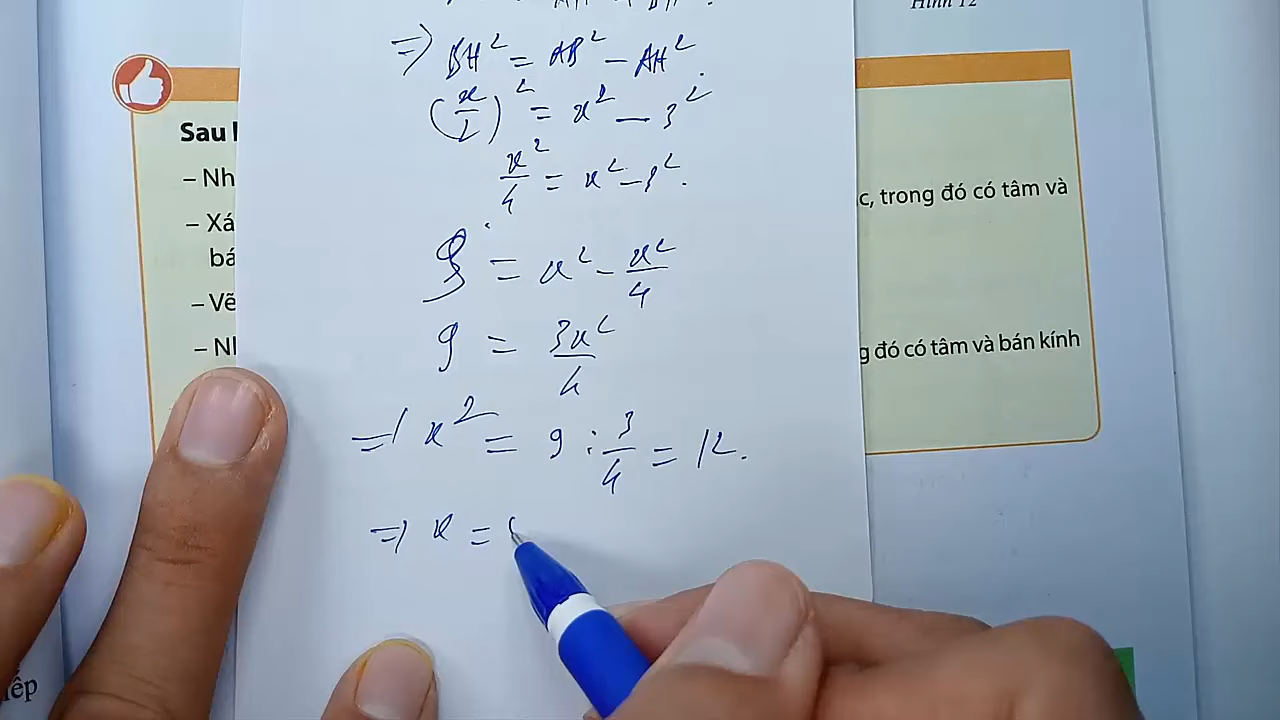 Hình 12
⇒ BH² = AB² − AH².
(x/2)² = x² − 3²
x²/4 = x² − 3².
9 = x² − x²/4
9 = 3x²/4
⇒ x² = 9 : 3/4 = 12.
⇒ x =
Sau
– Nh
– Xá
bá
– Vẽ
– Nh
c, trong đó có tâm và
g đó có tâm và bán kính
iếp